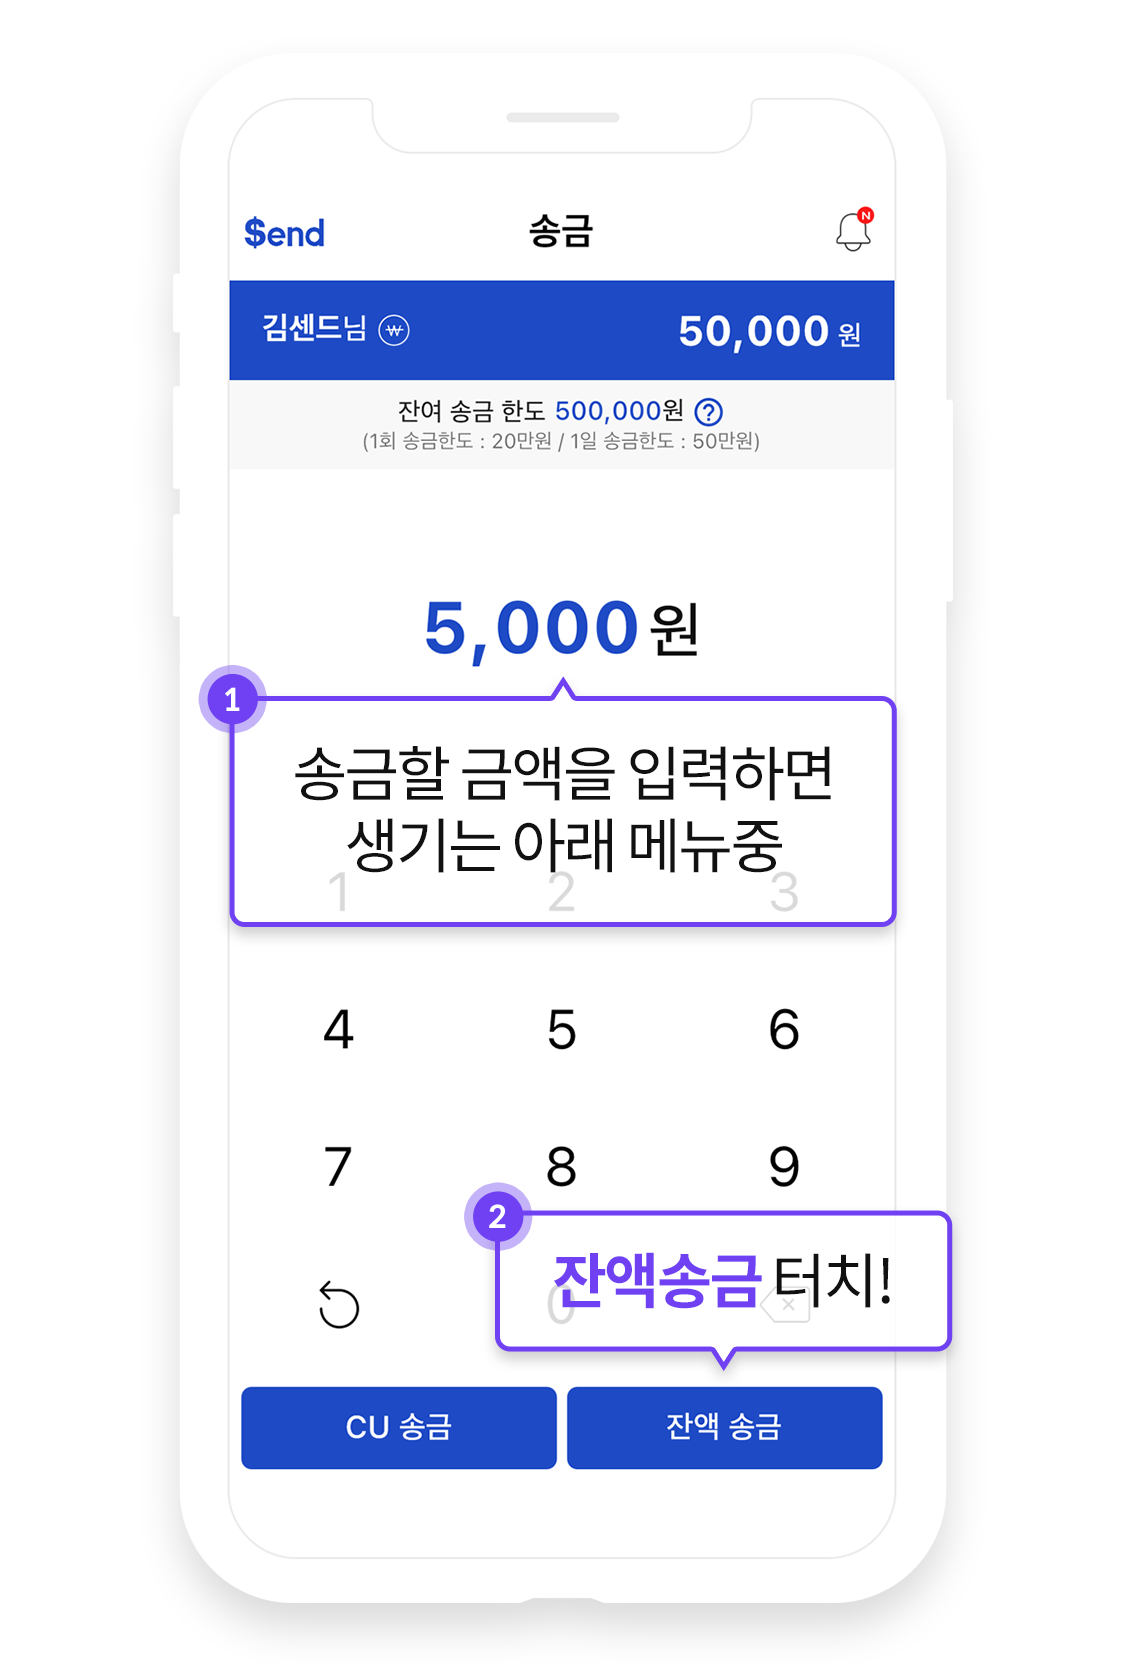 $end
송금
N
김센드님 ₩
50,000 원
잔여 송금 한도 500,000원 ?
(1회 송금한도 : 20만원 / 1일 송금한도 : 50만원)
5,000원
1
송금할 금액을 입력하면
생기는 아래 메뉴중
1 2 3
4 5 6
7 8 9
2
잔액송금 터치!
0
CU 송금
잔액 송금